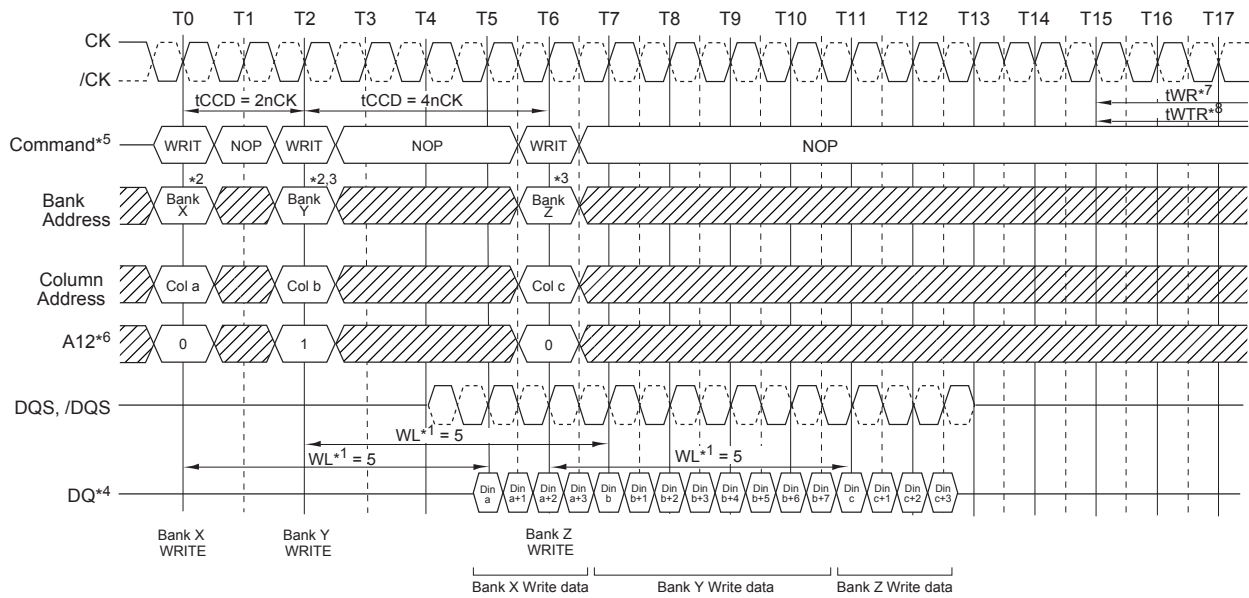 T0 T1 T2 T3 T4 T5 T6 T7 T8 T9 T10 T11 T12 T13 T14 T15 T16 T17
CK
/CK
tCCD = 2nCK tCCD = 4nCK tWR*7
tWTR*8
Command*5 WRIT NOP WRIT NOP WRIT NOP
*2 *2,3 *3
Bank Address Bank X Bank Y Bank Z
Column Address Col a Col b Col c
A12*6 0 1 0
DQS, /DQS
WL*1 = 5
WL*1 = 5 WL*1 = 5
DQ*4 Din a Din a+1 Din a+2 Din a+3 Din b Din b+1 Din b+2 Din b+3 Din b+4 Din b+5 Din b+6 Din b+7 Din c Din c+1 Din c+2 Din c+3
Bank X Bank Y Bank Z
WRITE WRITE WRITE
Bank X Write data Bank Y Write data Bank Z Write data